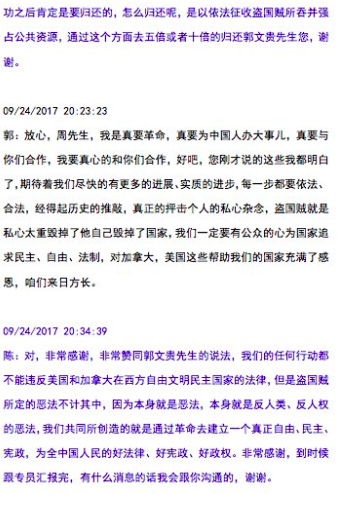 功之后肯定是要归还的，怎么归还呢，是以依法征收盗国贼所吞并强
占公共资源，通过这个方面去五倍或者十倍的归还郭文贵先生您，谢
谢。
09/24/2017 20:23:23
郭：放心，周先生，我是真要革命，真要为中国人办大事儿，真要与
你们合作，我要真心的和你们合作，好吧，您刚才说的这些我都明白
了，期待着我们尽快的有更多的进展、实质的进步，每一步都要依法、
合法，经得起历史的推敲，真正的抨击个人的私心杂念，盗国贼就是
私心太重毁掉了他自己毁掉了国家，我们一定要有公众的心为国家追
求民主、自由、法制，对加拿大，美国这些帮助我们的国家充满了感
恩，咱们来日方长。
09/24/2017 20:34:39
陈：对，非常感谢，非常赞同郭文贵先生的说法，我们的任何行动都
不能违反美国和加拿大在西方自由文明民主国家的法律，但是盗国贼
所定的恶法不计其中，因为本身就是恶法，本身就是反人类、反人权
的恶法，我们共同所创造的就是通过革命去建立一个真正自由、民主、
宪政，为全中国人民的好法律、好宪政、好政权。非常感谢，到时候
跟专员汇报完，有什么消息的话我会跟你沟通的，谢谢。